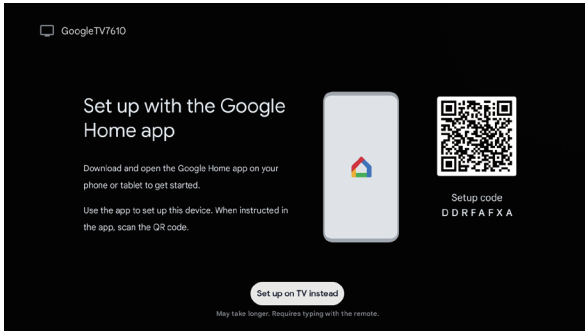 GoogleTV7610
Set up with the Google
Home app
Download and open the Google Home app on your
phone or tablet to get started.
Use the app to set up this device. When instructed in
the app, scan the QR code.
Setup code
DDRFAFXA
Set up on TV instead
May take longer. Requires typing with the remote.